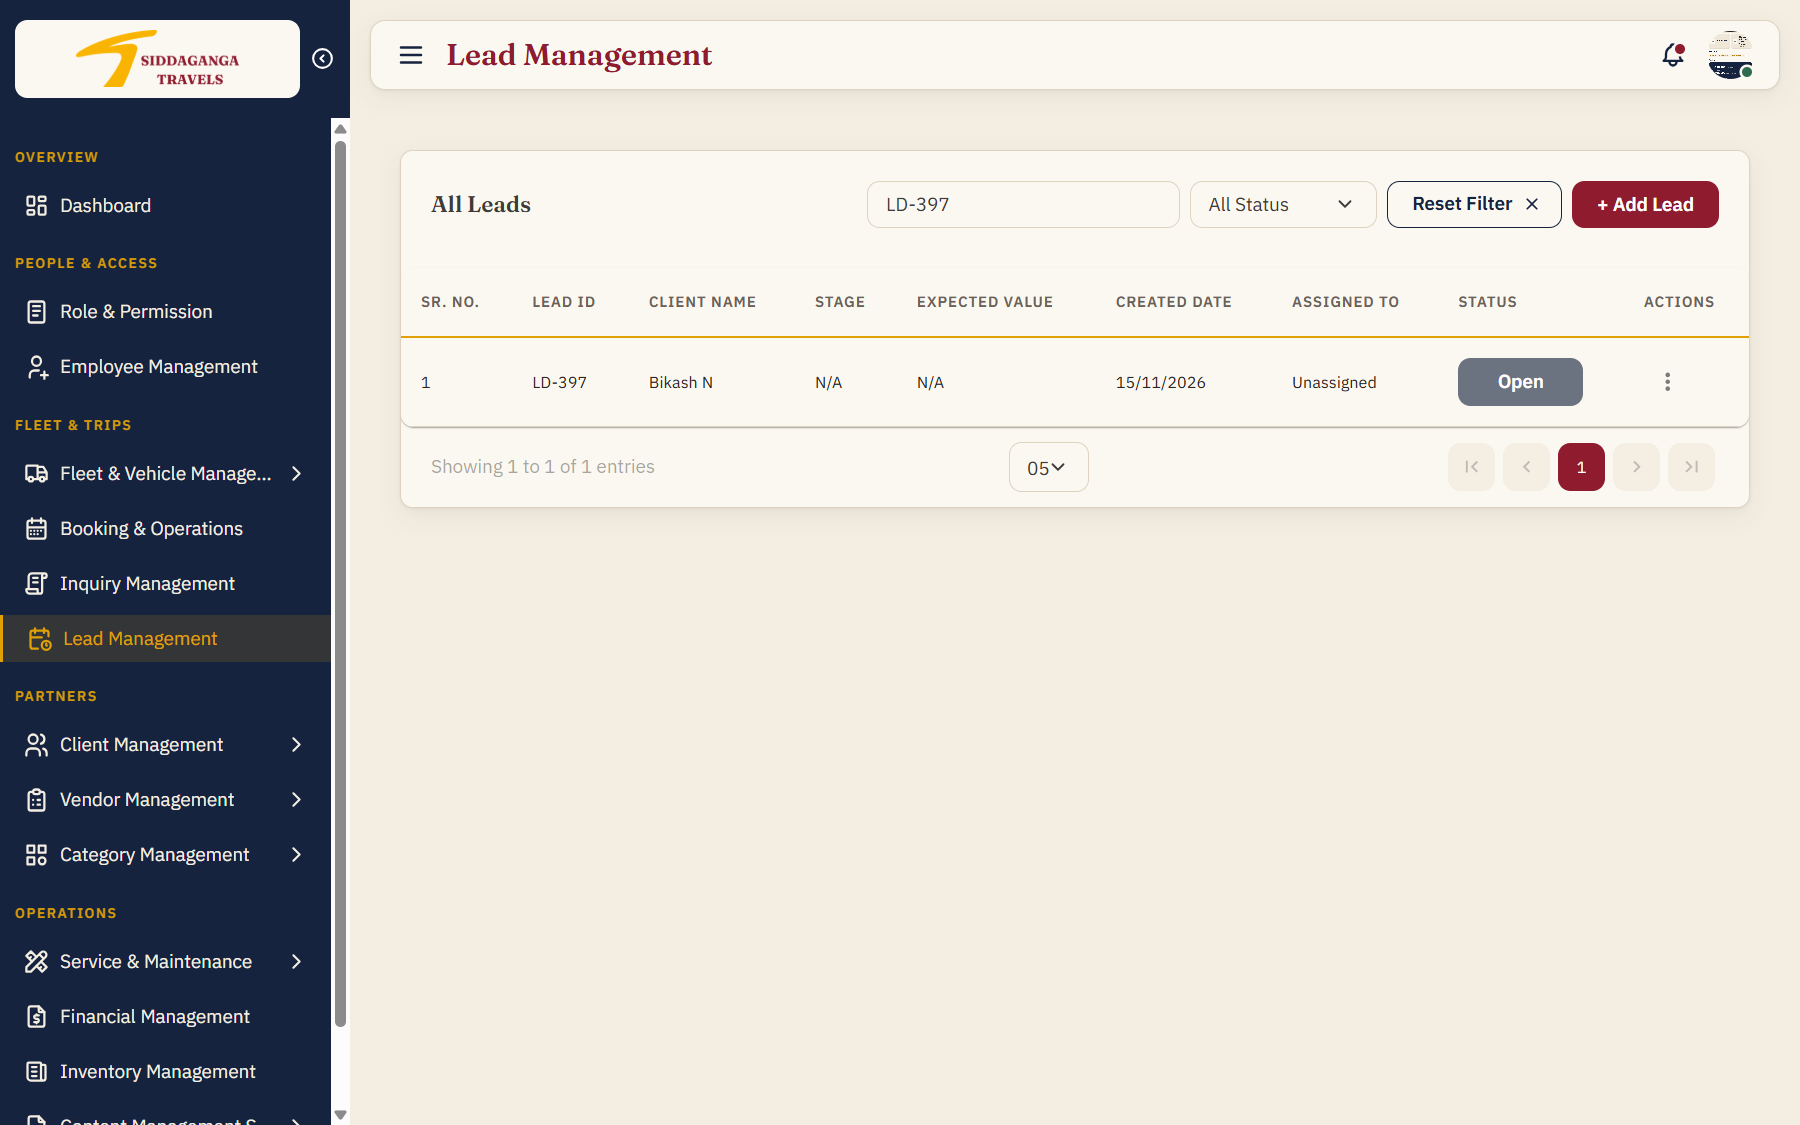 SIDDAGANGA
TRAVELS
Lead Management
OVERVIEW
Dashboard
PEOPLE & ACCESS
Role & Permission
Employee Management
FLEET & TRIPS
Fleet & Vehicle Manage...
Booking & Operations
Inquiry Management
Lead Management
PARTNERS
Client Management
Vendor Management
Category Management
OPERATIONS
Service & Maintenance
Financial Management
Inventory Management
Content Management S...
All Leads
LD-397
All Status
Reset Filter
+ Add Lead
SR. NO. LEAD ID CLIENT NAME STAGE EXPECTED VALUE CREATED DATE ASSIGNED TO STATUS ACTIONS
1 LD-397 Bikash N N/A N/A 15/11/2026 Unassigned Open
Showing 1 to 1 of 1 entries
05
1